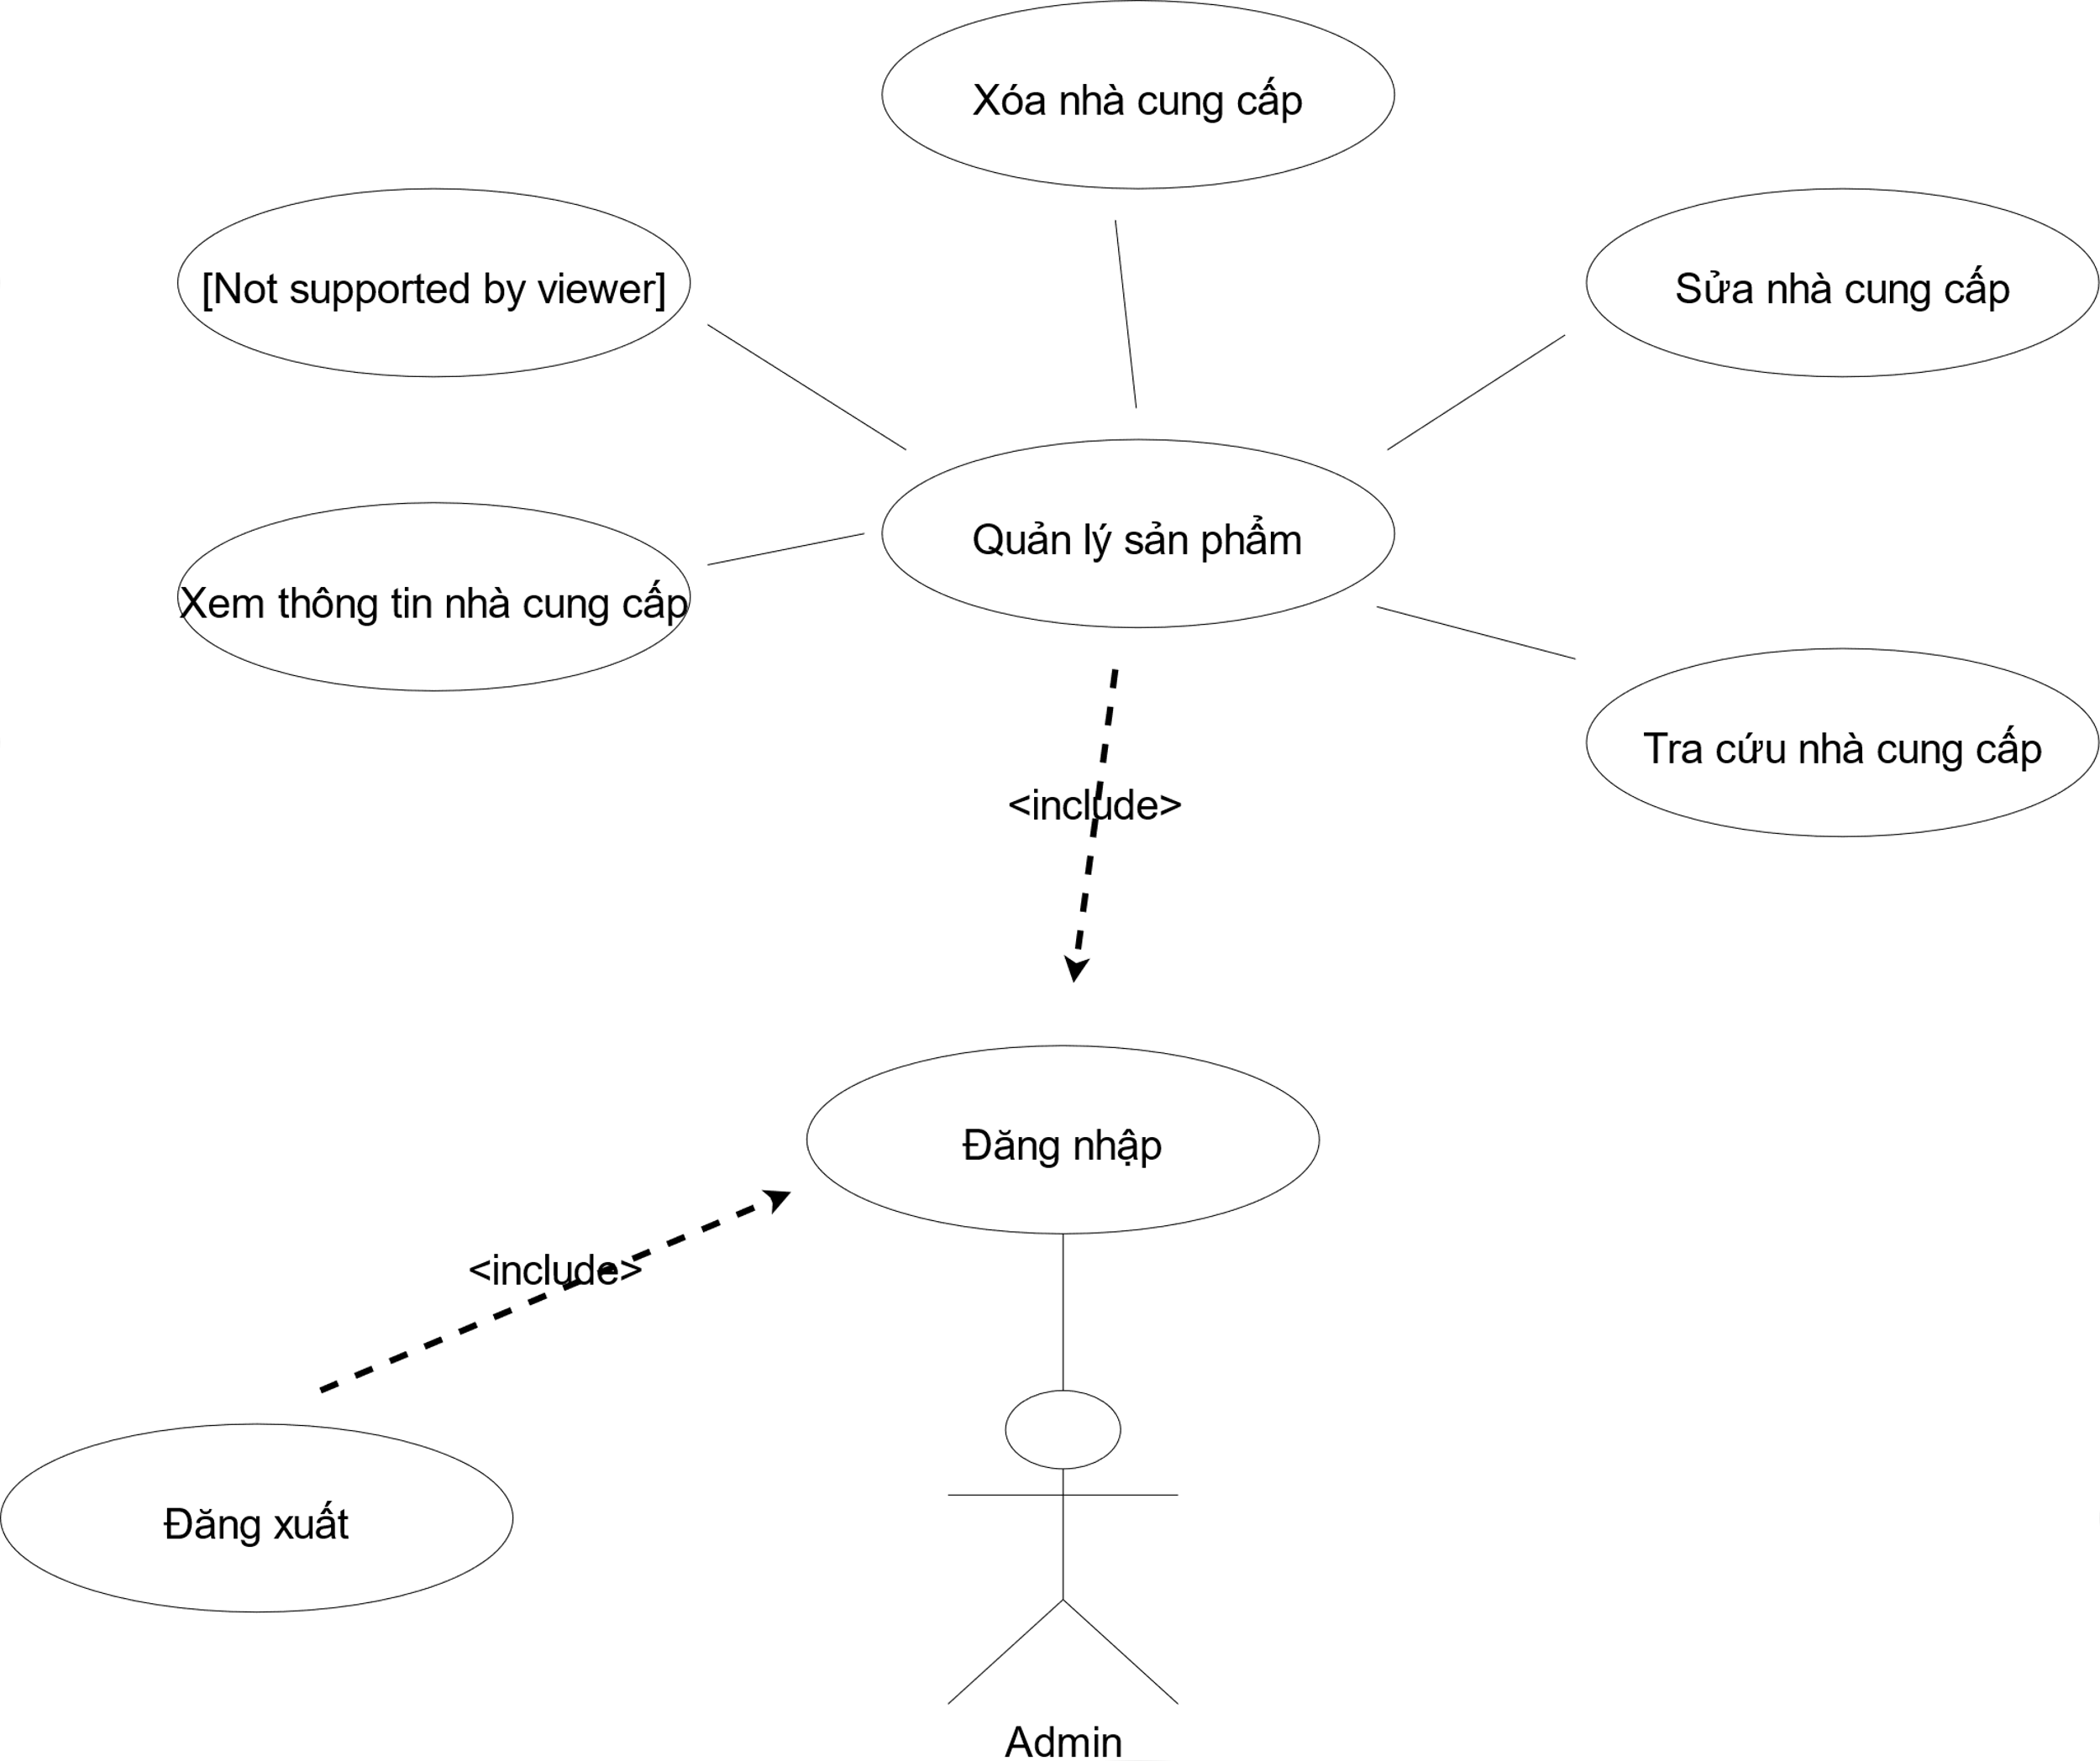 Xóa nhà cung cấp
[Not supported by viewer]
Sửa nhà cung cấp
Quản lý sản phẩm
Xem thông tin nhà cung cấp
Tra cứu nhà cung cấp
<include>
Đăng nhập
<include>
Đăng xuất
Admin